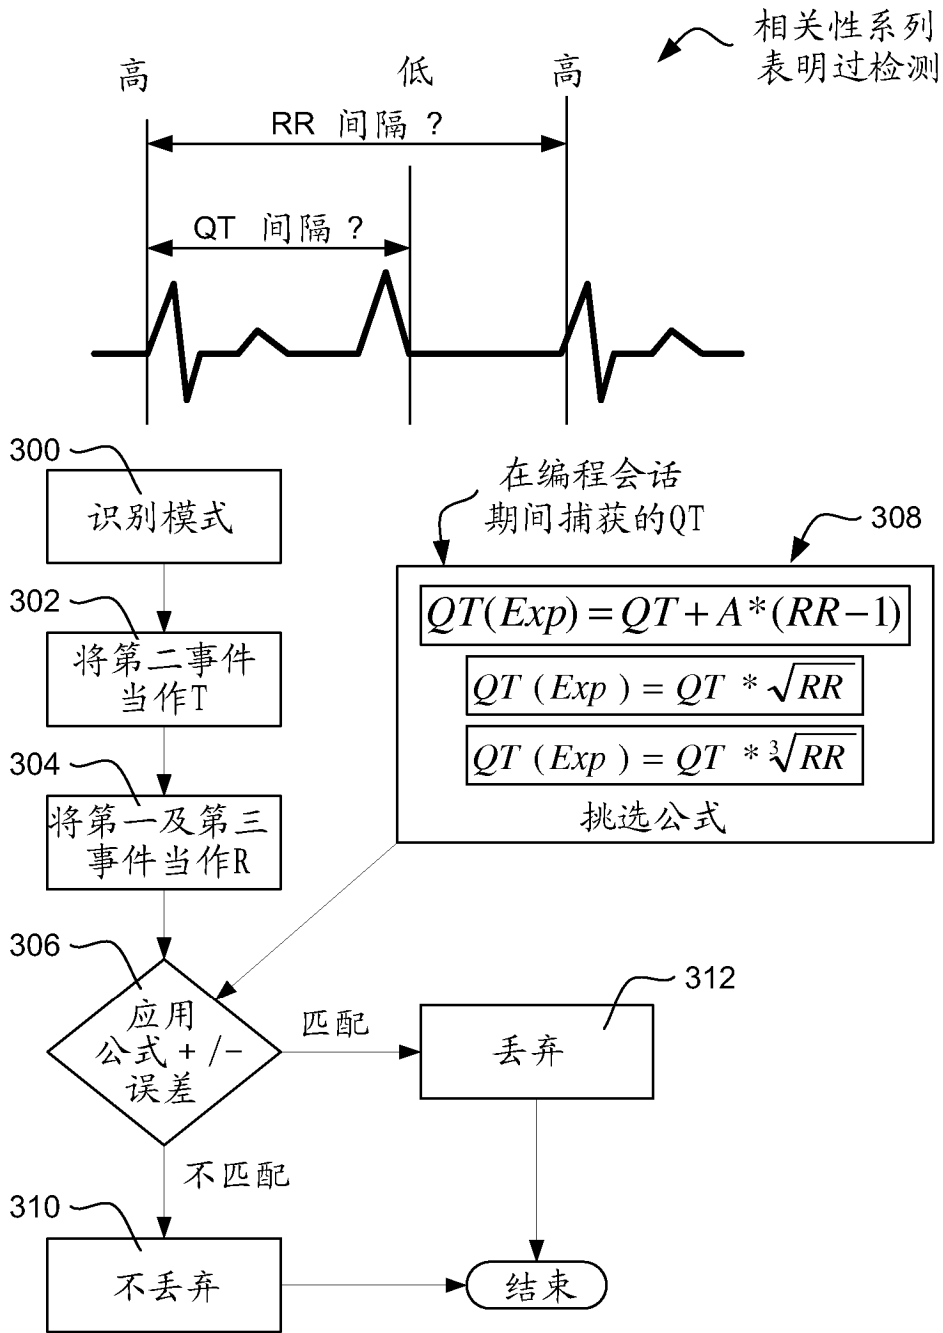 相关性系列
表明过检测
高
低
高
RR 间隔 ?
QT 间隔 ?
300
识别模式
302
将第二事件
当作T
304
将第一及第三
事件当作R
306
应用
公式 + /−
误差
在编程会话
期间捕获的QT
308
QT(Exp)=QT+A*(RR−1)
QT (Exp ) = QT *√RR
QT (Exp ) = QT *∛RR
挑选公式
匹配
312
丢弃
不匹配
310
不丢弃
结束